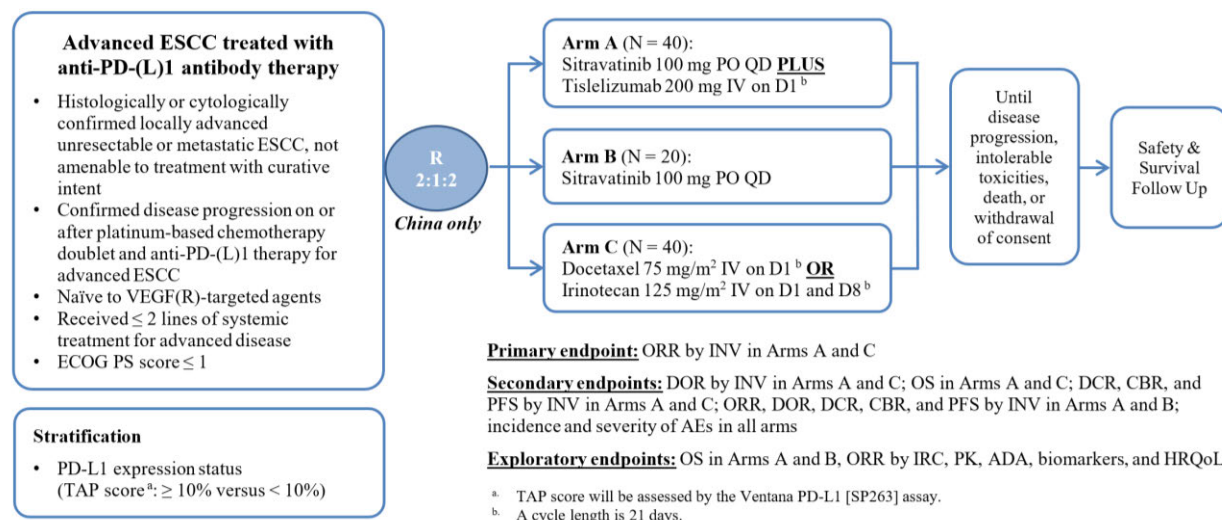 Advanced ESCC treated with
anti-PD-(L)1 antibody therapy
• Histologically or cytologically
confirmed locally advanced
unresectable or metastatic ESCC, not
amenable to treatment with curative
intent
• Confirmed disease progression on or
after platinum-based chemotherapy
doublet and anti-PD-(L)1 therapy for
advanced ESCC
• Naïve to VEGF(R)-targeted agents
• Received ≤ 2 lines of systemic
treatment for advanced disease
• ECOG PS score ≤ 1
Stratification
• PD-L1 expression status
(TAP score a: ≥ 10% versus < 10%)
R
2:1:2
China only
Arm A (N = 40):
Sitravatinib 100 mg PO QD PLUS
Tislelizumab 200 mg IV on D1 b
Arm B (N = 20):
Sitravatinib 100 mg PO QD
Arm C (N = 40):
Docetaxel 75 mg/m2 IV on D1 b OR
Irinotecan 125 mg/m2 IV on D1 and D8 b
Until
disease
progression,
intolerable
toxicities,
death, or
withdrawal
of consent
Safety &
Survival
Follow Up
Primary endpoint: ORR by INV in Arms A and C
Secondary endpoints: DOR by INV in Arms A and C; OS in Arms A and C; DCR, CBR, and
PFS by INV in Arms A and C; ORR, DOR, DCR, CBR, and PFS by INV in Arms A and B;
incidence and severity of AEs in all arms
Exploratory endpoints: OS in Arms A and B, ORR by IRC, PK, ADA, biomarkers, and HRQoL
a. TAP score will be assessed by the Ventana PD-L1 [SP263] assay.
b. A cycle length is 21 days.